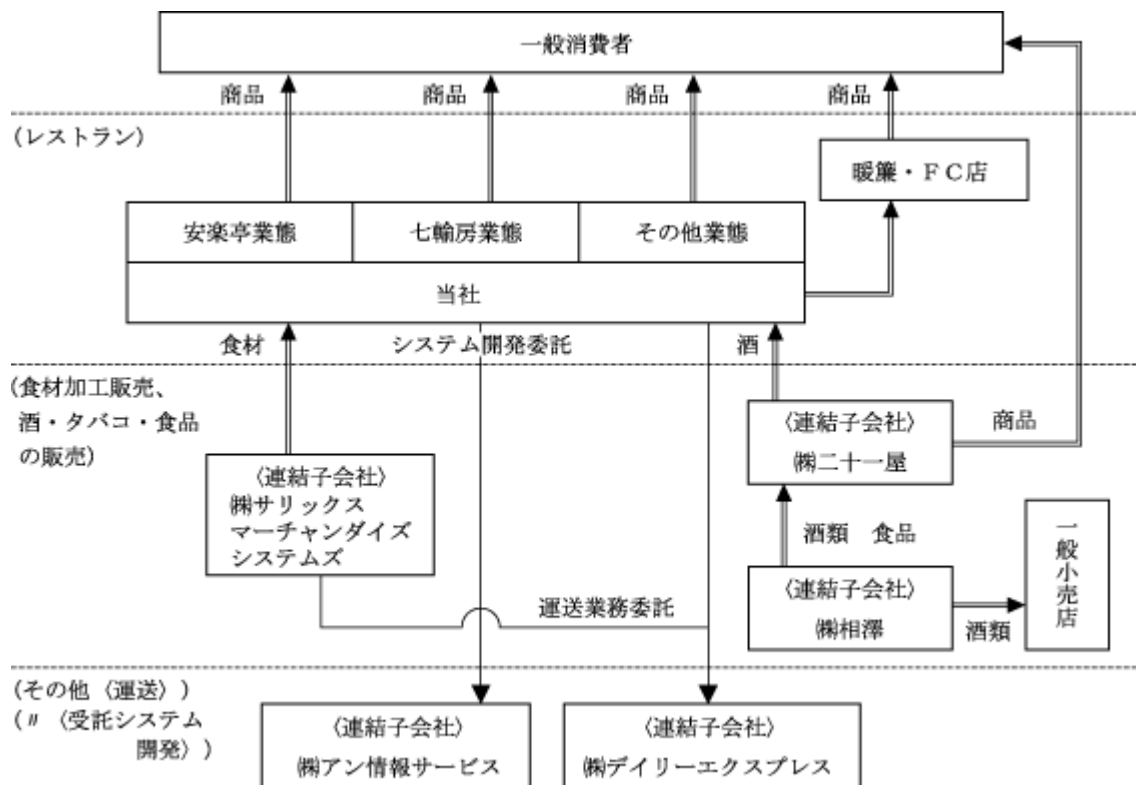 一般消費者
商品
商品
商品
商品
(レストラン)
暖簾・FC店
安楽亭業態
七輪房業態
その他業態
当社
食材
システム開発委託
酒
(食材加工販売、
酒・タバコ・食品
の販売)
〈連結子会社〉
㈱二十一屋
商品
〈連結子会社〉
㈱サリックス
マーチャンダイズ
システムズ
酒類 食品
一般小売店
〈連結子会社〉
㈱相澤
酒類
運送業務委託
(その他〈運送〉)
(〃〈受託システム
開発〉)
〈連結子会社〉
㈱アン情報サービス
〈連結子会社〉
㈱デイリーエクスプレス